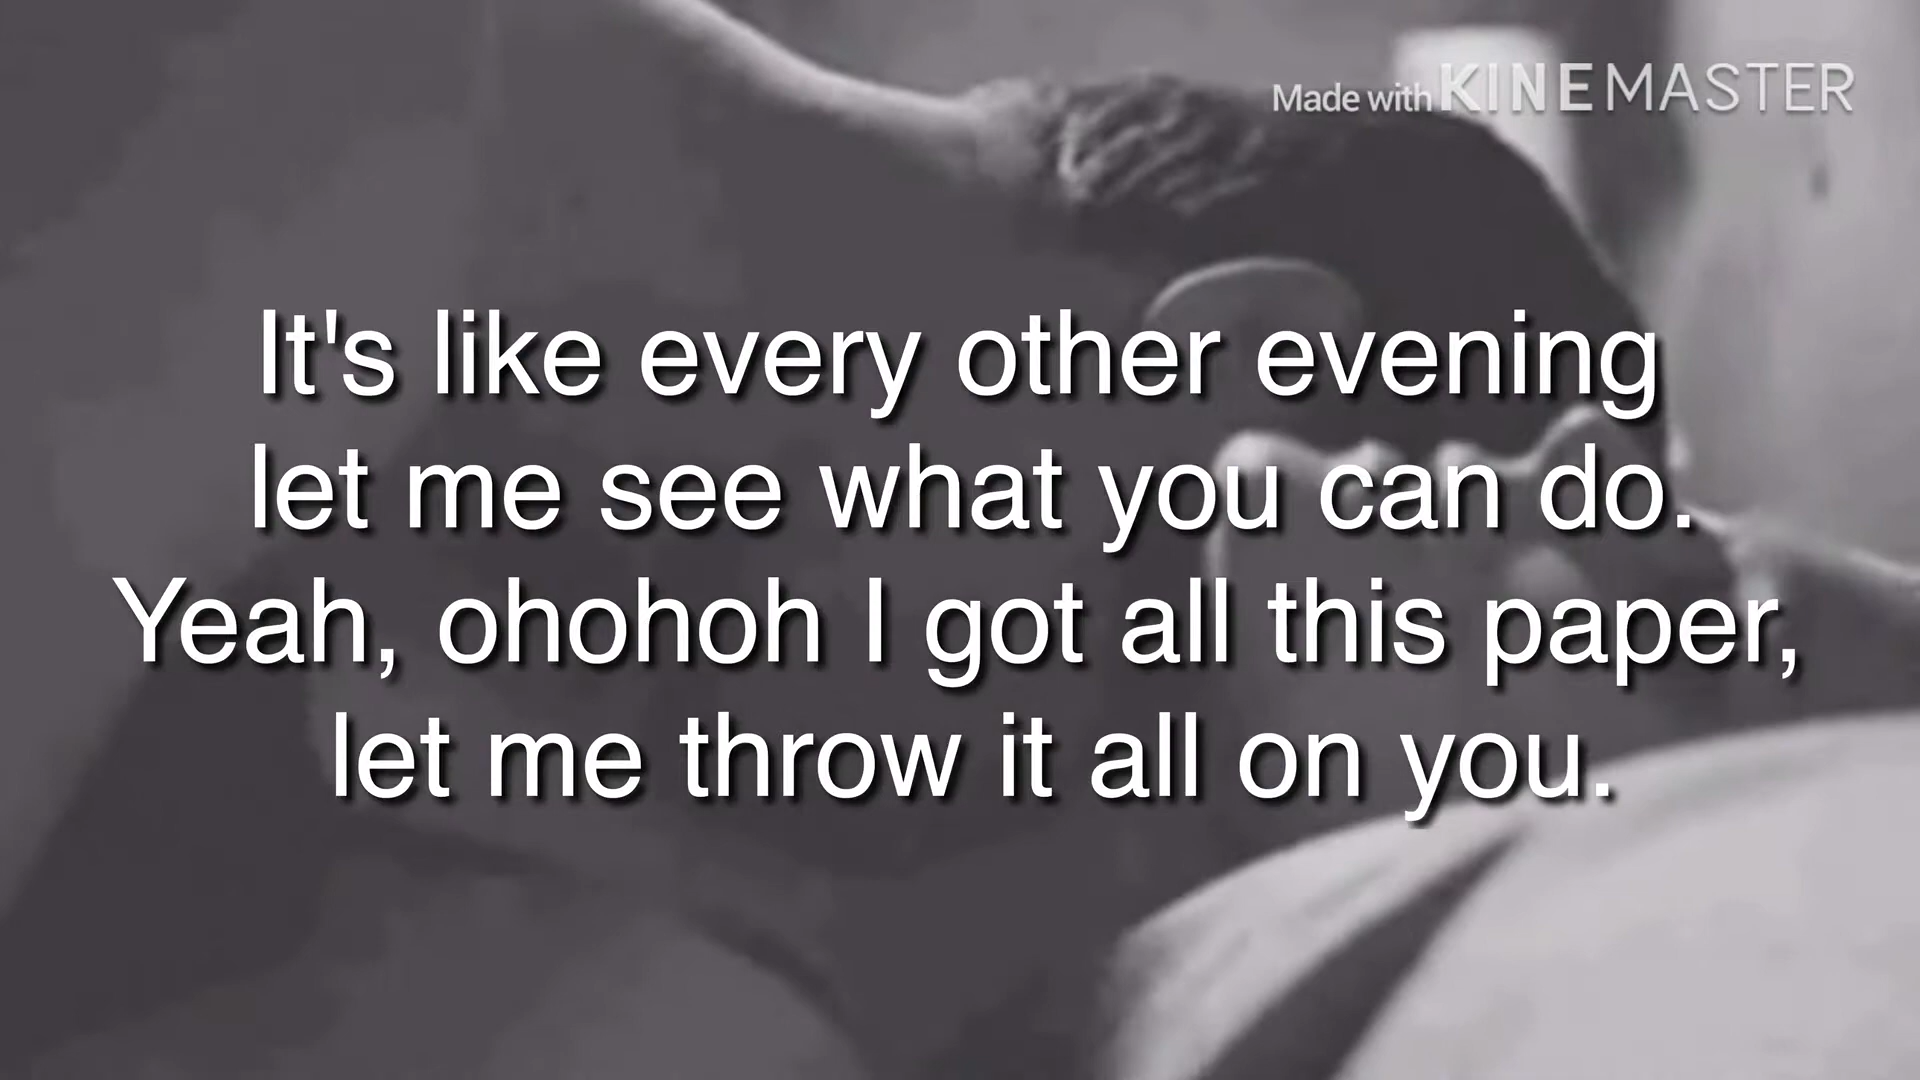 Made with KINEMASTER
It's like every other evening
let me see what you can do.
Yeah, ohohoh I got all this paper,
let me throw it all on you.